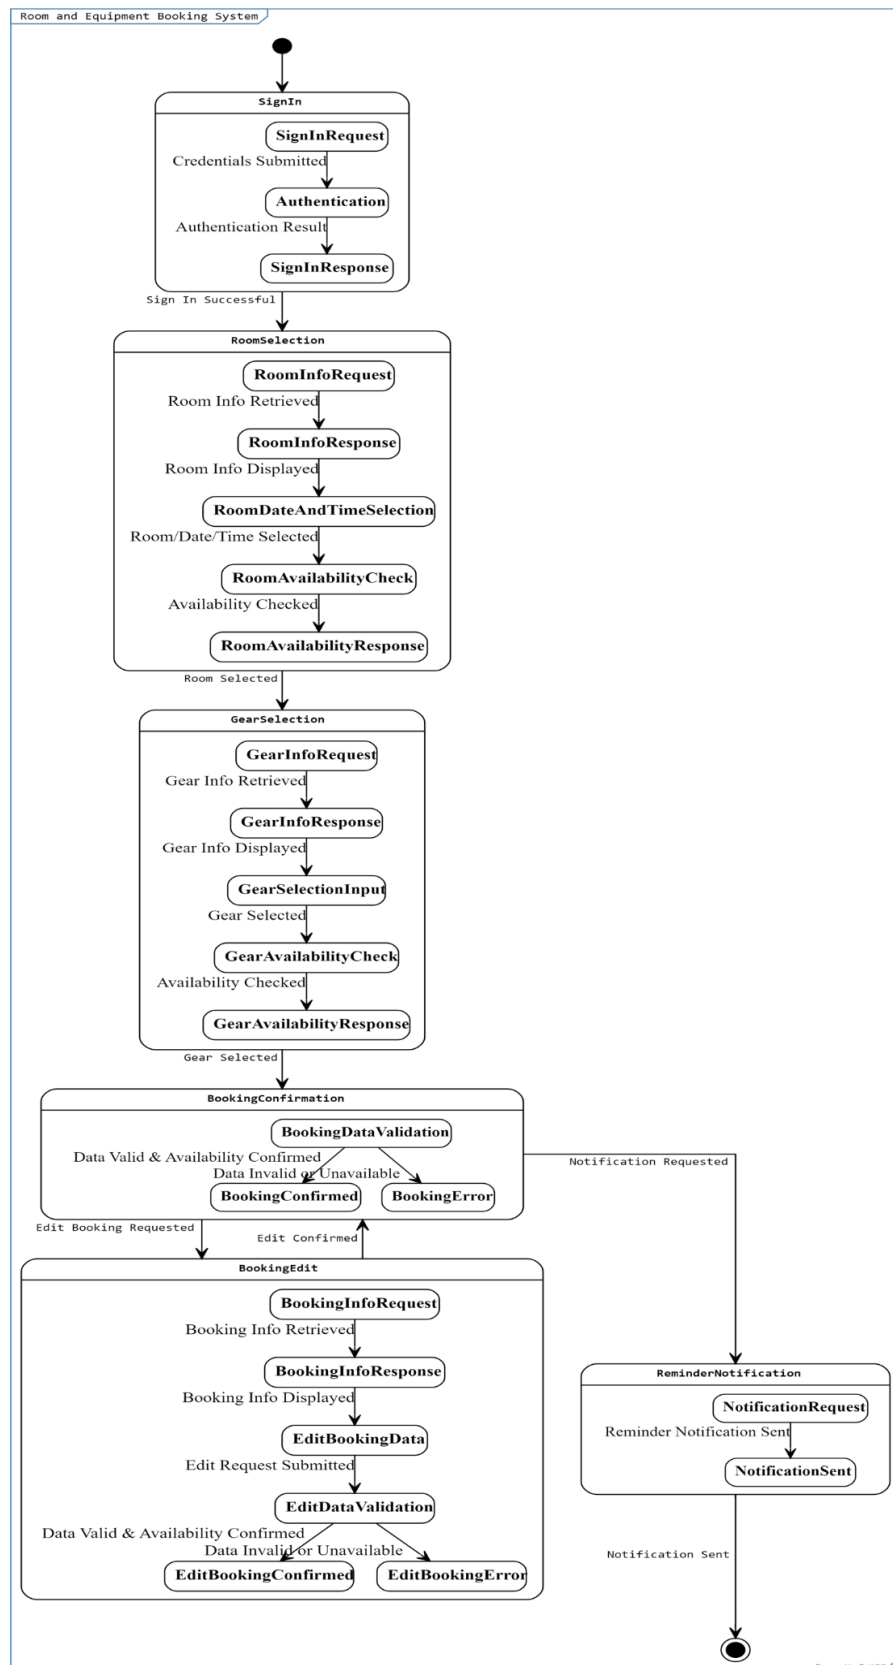 Room and Equipment Booking System
SignIn
SignInRequest
Credentials Submitted
Authentication
Authentication Result
SignInResponse
Sign In Successful
RoomSelection
RoomInfoRequest
Room Info Retrieved
RoomInfoResponse
Room Info Displayed
RoomDateAndTimeSelection
Room/Date/Time Selected
RoomAvailabilityCheck
Availability Checked
RoomAvailabilityResponse
Room Selected
GearSelection
GearInfoRequest
Gear Info Retrieved
GearInfoResponse
Gear Info Displayed
GearSelectionInput
Gear Selected
GearAvailabilityCheck
Availability Checked
GearAvailabilityResponse
Gear Selected
BookingConfirmation
BookingDataValidation
Data Valid & Availability Confirmed
Data Invalid or Unavailable
BookingConfirmed
BookingError
Notification Requested
Edit Booking Requested
Edit Confirmed
BookingEdit
BookingInfoRequest
Booking Info Retrieved
BookingInfoResponse
Booking Info Displayed
EditBookingData
Edit Request Submitted
EditDataValidation
Data Valid & Availability Confirmed
Data Invalid or Unavailable
EditBookingConfirmed
EditBookingError
ReminderNotification
NotificationRequest
Reminder Notification Sent
NotificationSent
Notification Sent